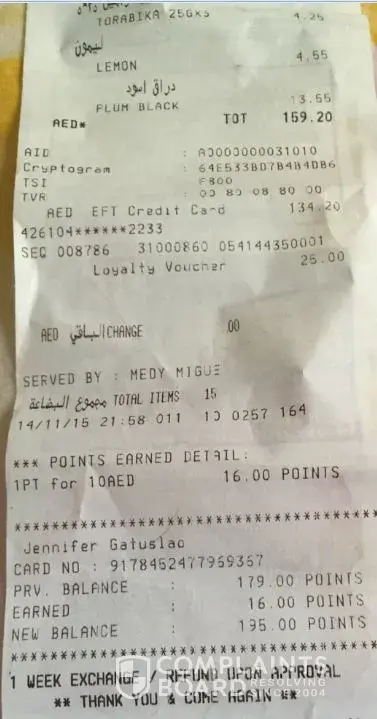 TORABIKA 25GX5 4.25
ليمون
LEMON 4.55
دراق اسود
PLUM BLACK 13.55
AED* TOT 159.20
AID : A0000000031010
Cryptogram : 64E533BD7B4B4DB6
TSI : F800
TVR : 00 80 08 80 00
AED EFT Credit Card 134.20
426104******2233
SEQ 008786 31000860 054144350001
Loyalty Voucher 25.00
AED الباقي CHANGE .00
SERVED BY : MEDY MIGUE
مجموع البضاعة TOTAL ITEMS 15
14/11/15 21:58 011 10 0257 164
*** POINTS EARNED DETAIL:
1PT for 10AED 16.00 POINTS
Jennifer Gatuslao
CARD NO : 9178452477969367
PRV. BALANCE : 179.00 POINTS
EARNED : 16.00 POINTS
NEW BALANCE : 195.00 POINTS
1 WEEK EXCHANGE / REFUND UPON APPROVAL
** THANK YOU & COME AGAIN **
COMPLAINTS
BOARD RESOLVING
SINCE 2004